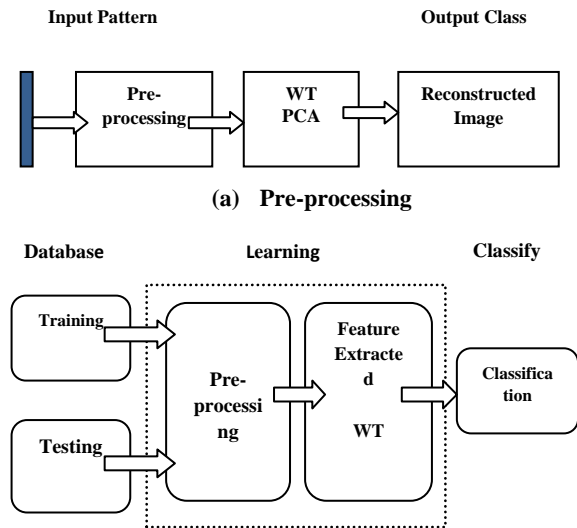 Input Pattern
Output Class
Pre-
processing
WT
PCA
Reconstructed
Image
(a) Pre-processing
Database
Learning
Classify
Training
Testing
Pre-
processi
ng
Feature
Extracte
d
WT
Classifica
tion